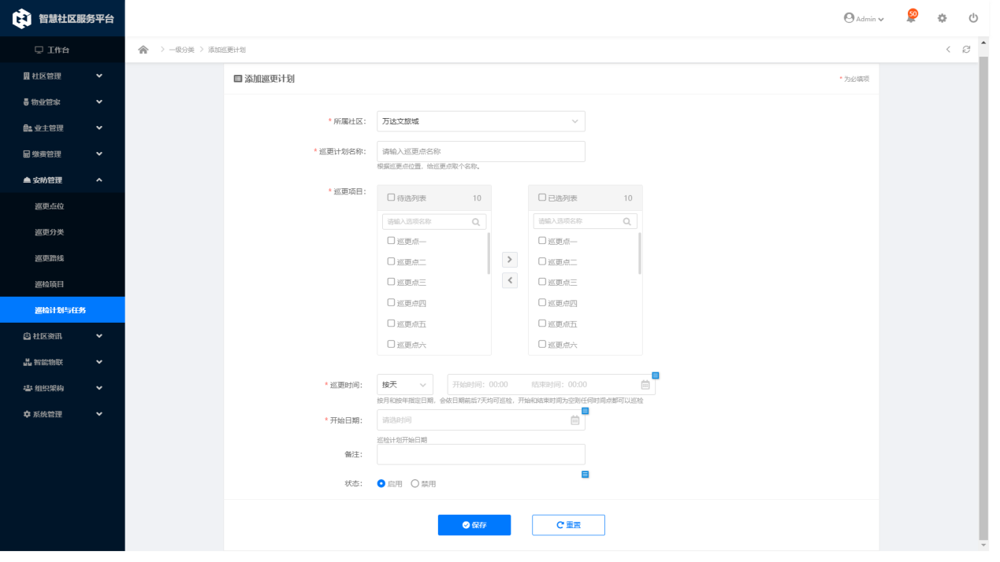 智慧社区服务平台
Admin
50
工作台
一级分类
添加巡更计划
社区管理
物业管家
业主管理
缴费管理
安防管理
巡更点位
巡更分类
巡更路线
巡检项目
巡检计划与任务
社区资讯
智能物联
组织架构
系统管理
添加巡更计划
* 为必填项
* 所属社区: 万达文旅城
* 巡更计划名称: 请输入巡更点名称
根据巡更点位置，给巡更点取个名称。
* 巡更项目:
待选列表 10
已选列表 10
请输入选项名称
请输入选项名称
巡更点一
巡更点一
巡更点二
巡更点二
巡更点三
巡更点三
巡更点四
巡更点四
巡更点五
巡更点五
巡更点六
巡更点六
* 巡更时间: 按天 开始时间: 00:00 结束时间: 00:00
按月和按年指定日期，会依日期前后7天均可巡检，开始和结束时间为空则任何时间点都可以巡检
* 开始日期: 请选时间
巡检计划开始日期
备注:
状态: 启用 禁用
保存
重置